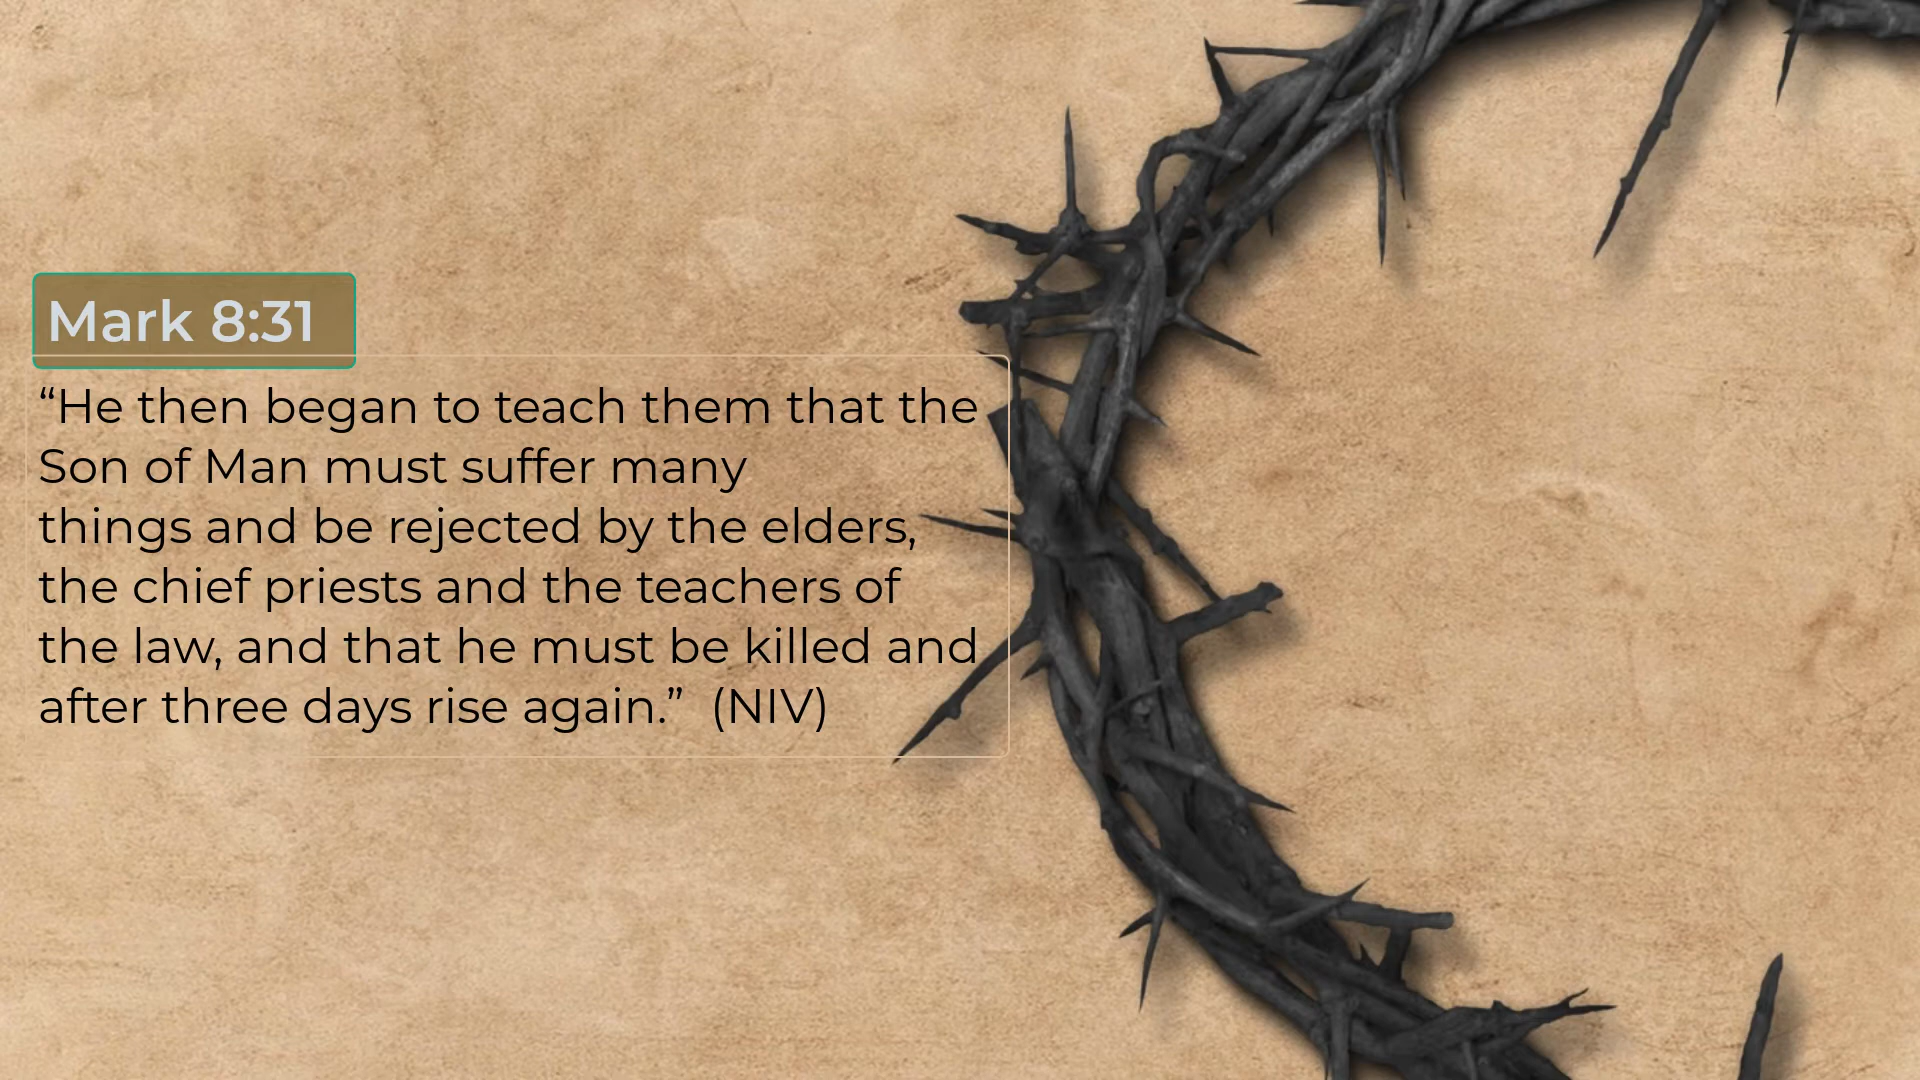 Mark 8:31
“He then began to teach them that the
Son of Man must suffer many
things and be rejected by the elders,
the chief priests and the teachers of
the law, and that he must be killed and
after three days rise again.”  (NIV)